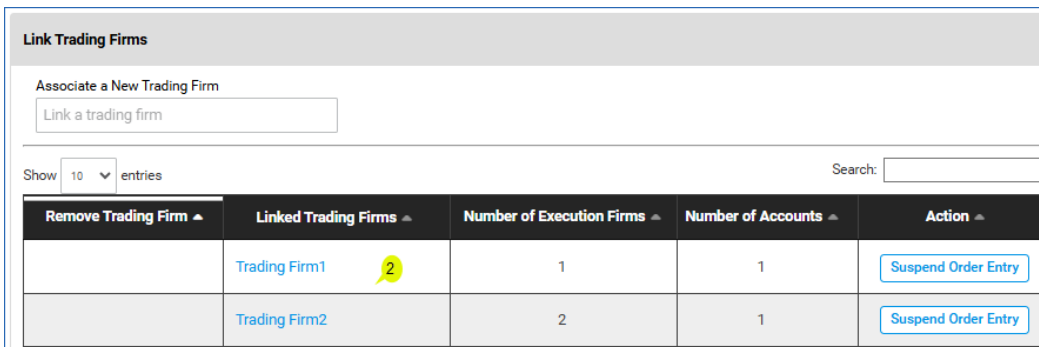 Link Trading Firms
Associate a New Trading Firm
Link a trading firm
Show 10 entries Search:
Remove Trading Firm Linked Trading Firms Number of Execution Firms Number of Accounts Action
Trading Firm1 2 1 1 Suspend Order Entry
Trading Firm2 2 1 Suspend Order Entry